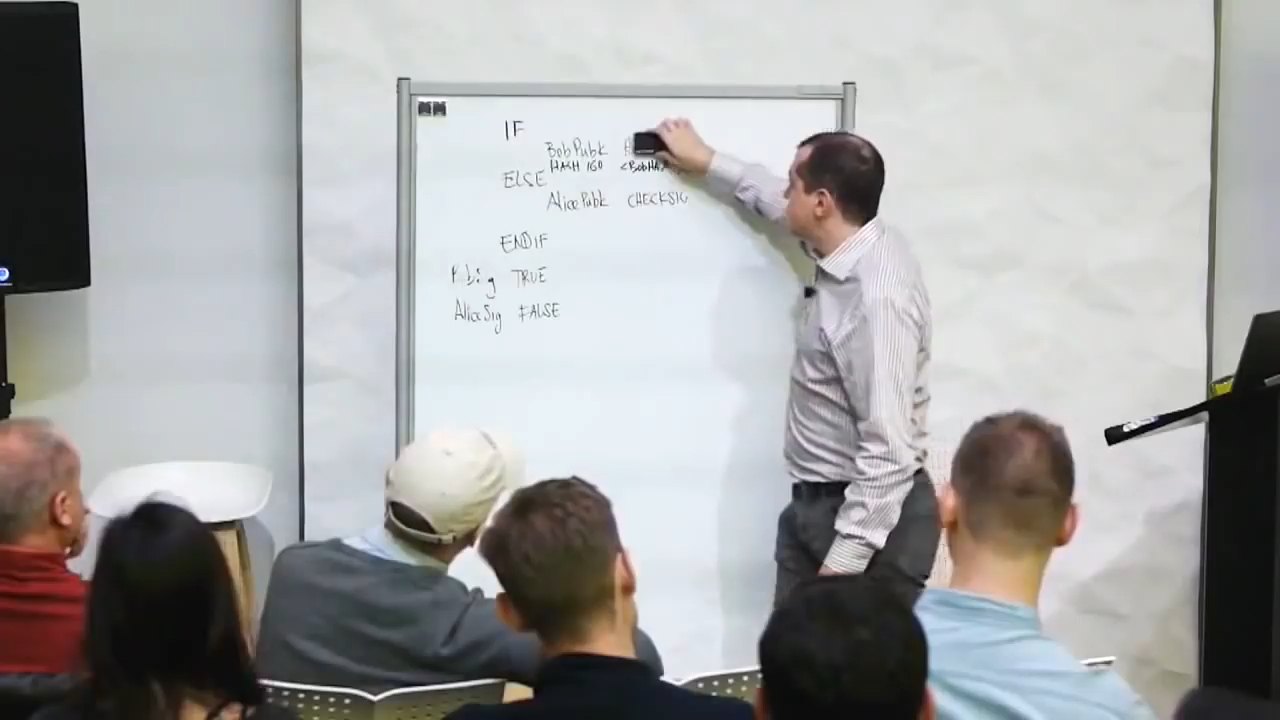 IF
BobPubk
HASH 160 <BobHA
ELSE
AlicePubk CHECKSIG
ENDIF
TRUE
AliceSig FALSE